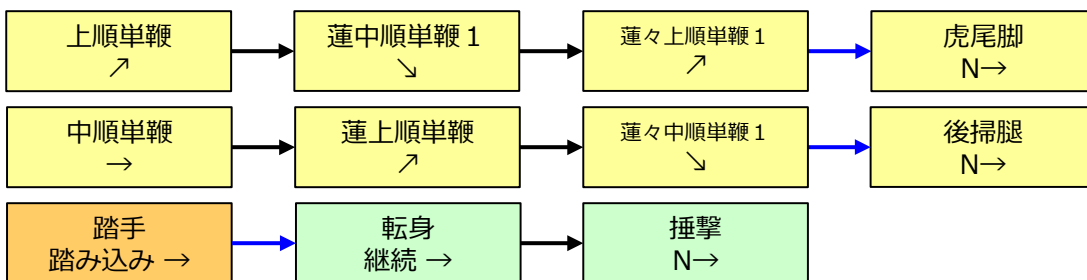 上順単鞭
↗
蓮中順単鞭１
↘
蓮々上順単鞭１
↗
虎尾脚
N→
中順単鞭
→
蓮上順単鞭
↗
蓮々中順単鞭１
↘
後掃腿
N→
踏手
踏み込み →
転身
継続 →
捶撃
N→